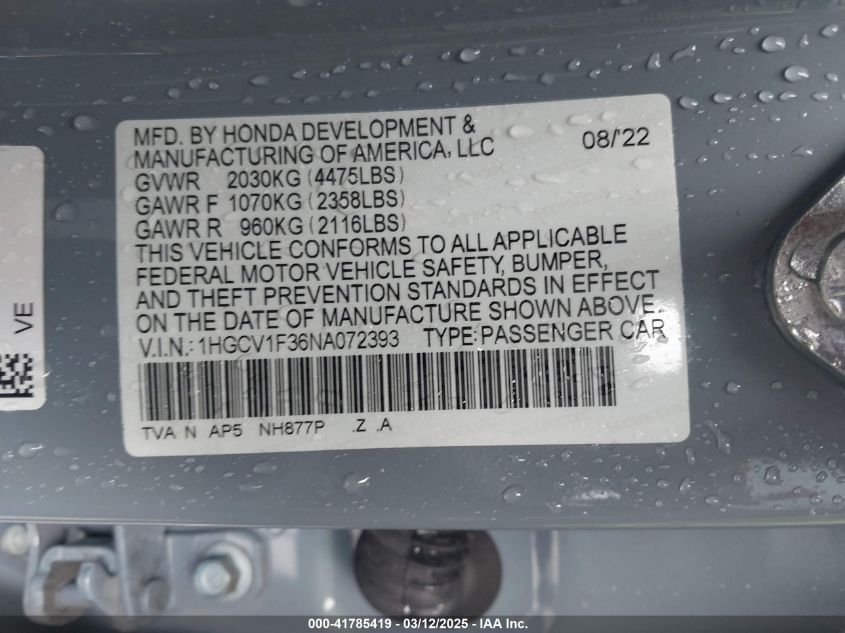 MFD. BY HONDA DEVELOPMENT &
MANUFACTURING OF AMERICA, LLC 08/22
GVWR 2030KG (4475LBS)
GAWR F 1070KG (2358LBS)
GAWR R 960KG (2116LBS)
THIS VEHICLE CONFORMS TO ALL APPLICABLE
FEDERAL MOTOR VEHICLE SAFETY, BUMPER,
AND THEFT PREVENTION STANDARDS IN EFFECT
ON THE DATE OF MANUFACTURE SHOWN ABOVE.
V.I.N.: 1HGCV1F36NA072393 TYPE: PASSENGER CAR
TVA N AP5 NH877P .Z .A
VE
000-41785419 - 03/12/2025 - IAA Inc.